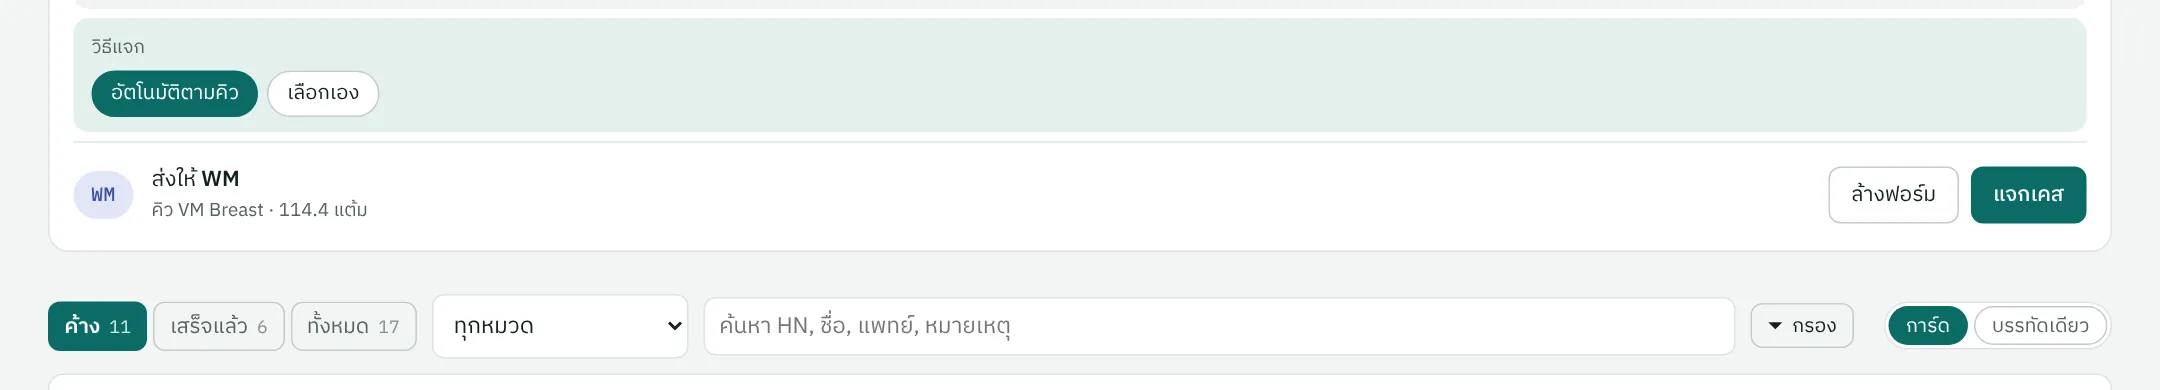 วิธีแจก
อัตโนมัติตามคิว เลือกเอง
WM ส่งให้ WM
คิว VM Breast · 114.4 แต้ม
ล้างฟอร์ม แจกเคส
ค้าง 11 เสร็จแล้ว 6 ทั้งหมด 17 ทุกหมวด ค้นหา HN, ชื่อ, แพทย์, หมายเหตุ กรอง การ์ด บรรทัดเดียว